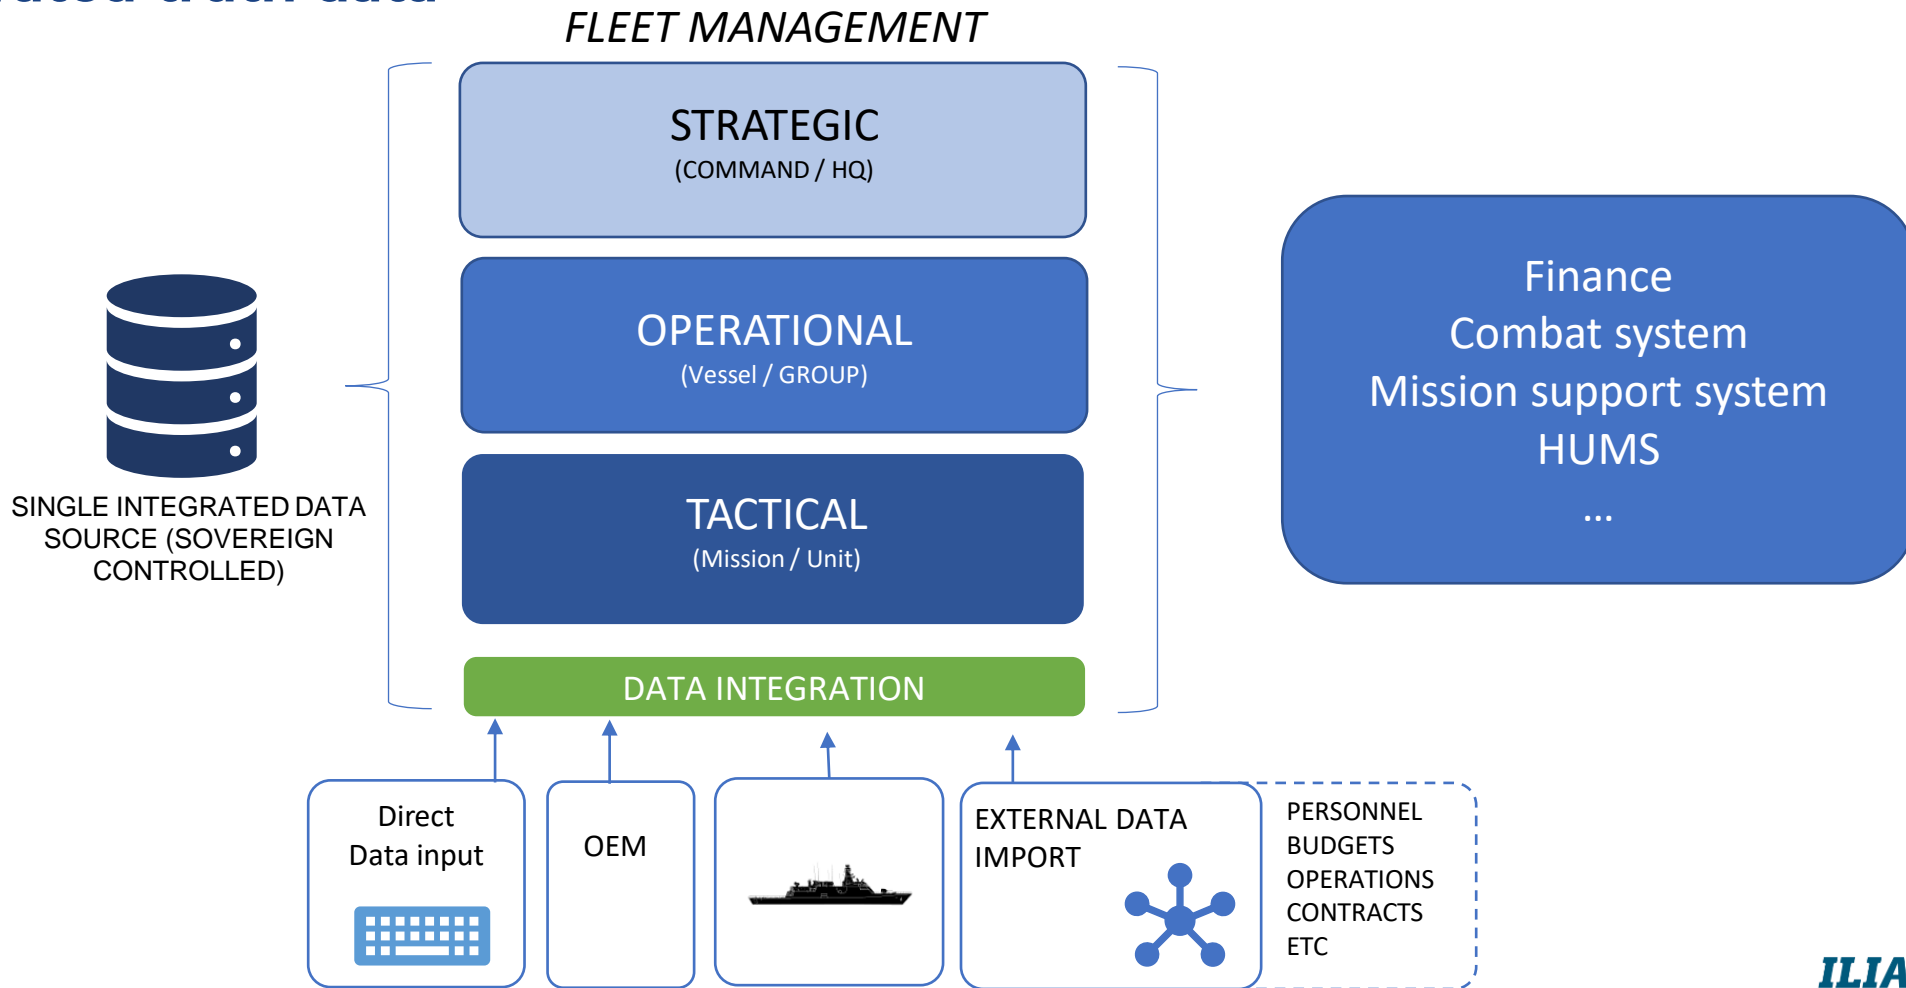 truth data
FLEET MANAGEMENT
STRATEGIC
(COMMAND / HQ)
OPERATIONAL
(Vessel / GROUP)
TACTICAL
(Mission / Unit)
DATA INTEGRATION
SINGLE INTEGRATED DATA
SOURCE (SOVEREIGN
CONTROLLED)
Finance
Combat system
Mission support system
HUMS
...
Direct
Data input
OEM
EXTERNAL DATA
IMPORT
PERSONNEL
BUDGETS
OPERATIONS
CONTRACTS
ETC
ILIA